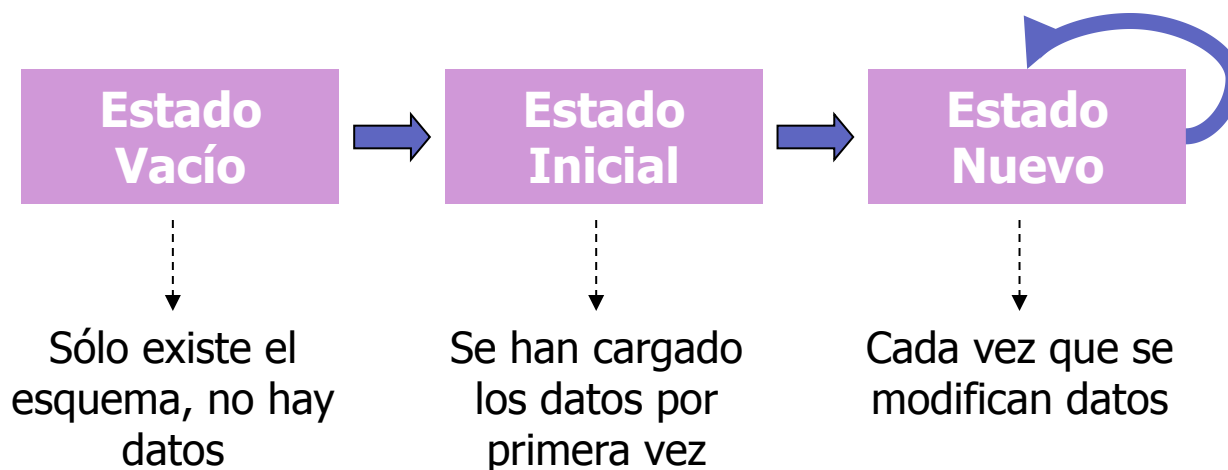 Estado
Vacío
Estado
Inicial
Estado
Nuevo
Sólo existe el
esquema, no hay
datos
Se han cargado
los datos por
primera vez
Cada vez que se
modifican datos